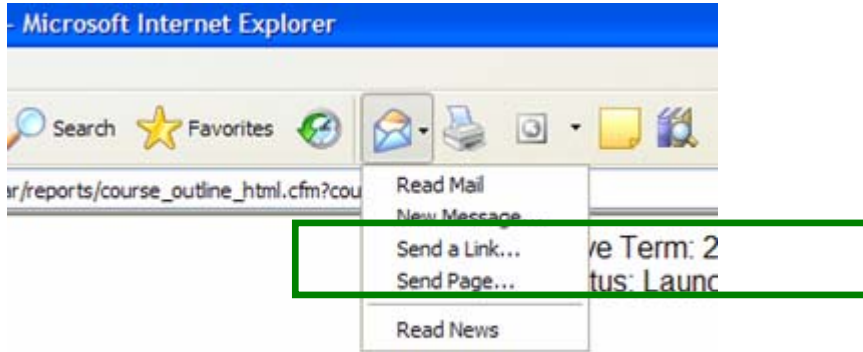 - Microsoft Internet Explorer
Search Favorites
ar/reports/course_outline_html.cfm?cou
Read Mail
New Message...
Send a Link...
ve Term: 2
Send Page...
tus: Launc
Read News